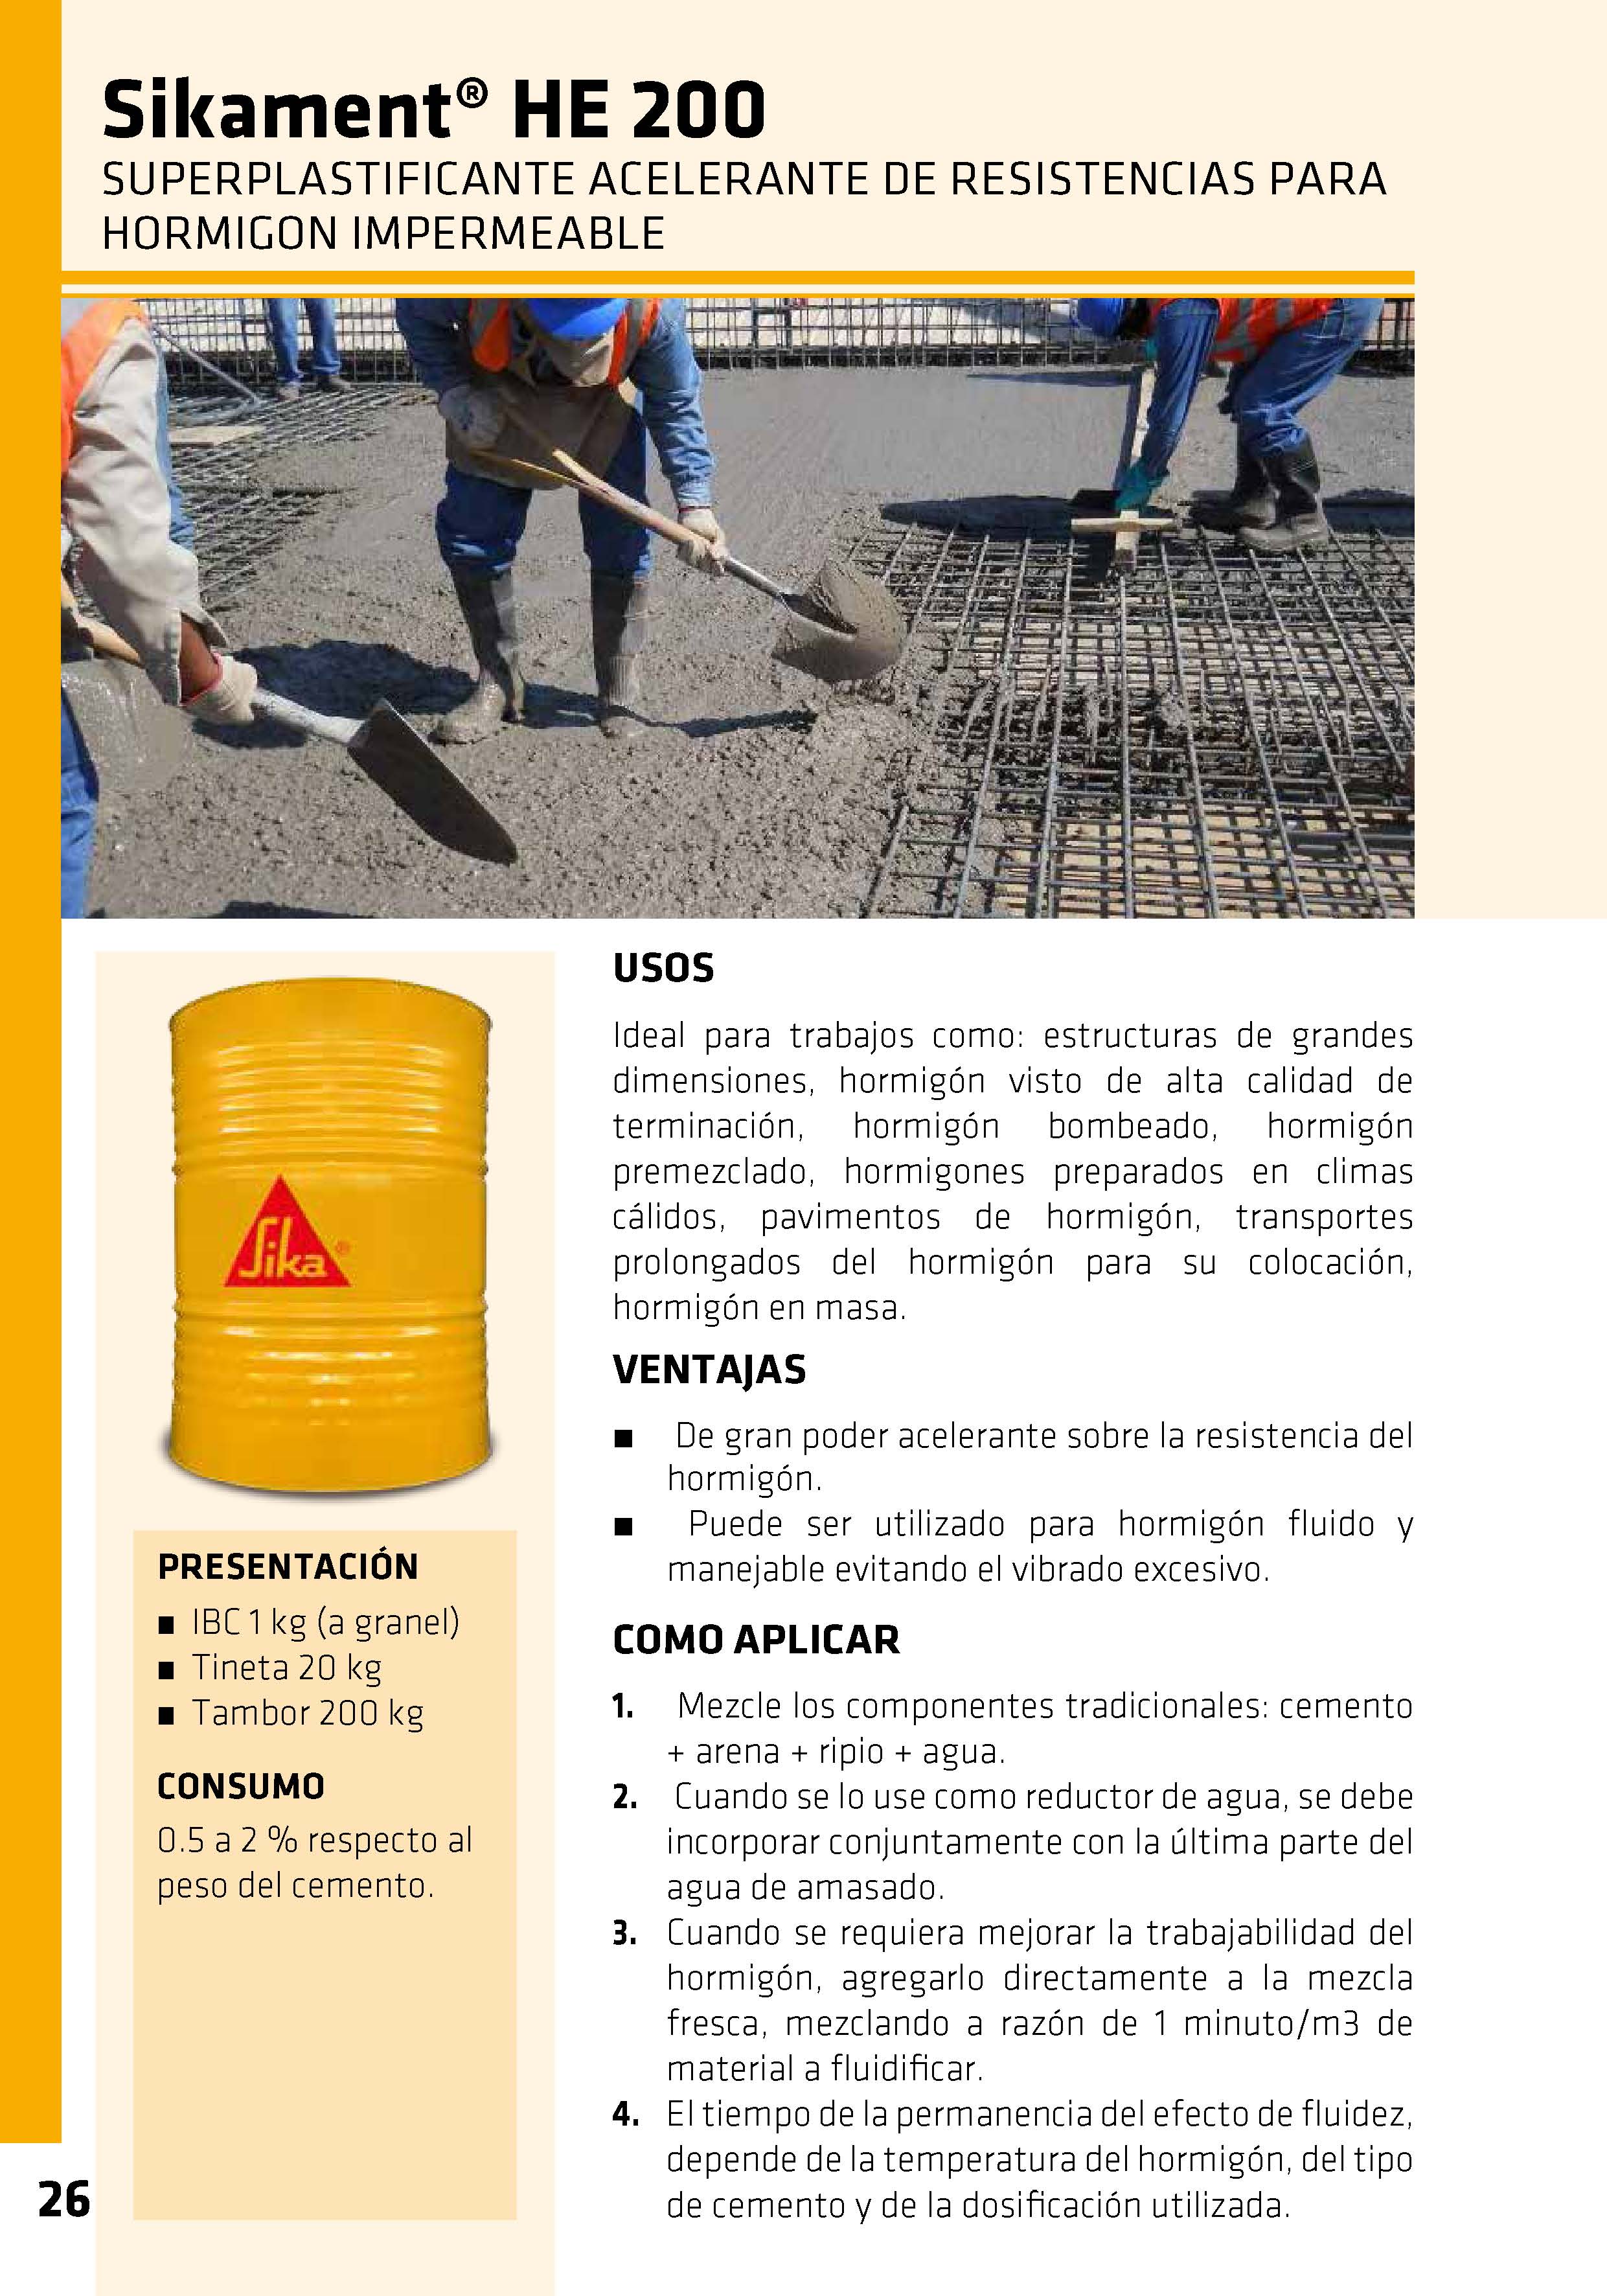 Sikament® HE 200
SUPERPLASTIFICANTE ACELERANTE DE RESISTENCIAS PARA
HORMIGON IMPERMEABLE
Sika®
PRESENTACIÓN
■ IBC 1 kg (a granel)
■ Tineta 20 kg
■ Tambor 200 kg
CONSUMO
0.5 a 2 % respecto al
peso del cemento.
USOS
Ideal para trabajos como: estructuras de grandes
dimensiones, hormigón visto de alta calidad de
terminación, hormigón bombeado, hormigón
premezclado, hormigones preparados en climas
cálidos, pavimentos de hormigón, transportes
prolongados del hormigón para su colocación,
hormigón en masa.
VENTAJAS
■ De gran poder acelerante sobre la resistencia del
hormigón.
■ Puede ser utilizado para hormigón fluido y
manejable evitando el vibrado excesivo.
COMO APLICAR
1. Mezcle los componentes tradicionales: cemento
+ arena + ripio + agua.
2. Cuando se lo use como reductor de agua, se debe
incorporar conjuntamente con la última parte del
agua de amasado.
3. Cuando se requiera mejorar la trabajabilidad del
hormigón, agregarlo directamente a la mezcla
fresca, mezclando a razón de 1 minuto/m3 de
material a fluidificar.
4. El tiempo de la permanencia del efecto de fluidez,
depende de la temperatura del hormigón, del tipo
de cemento y de la dosificación utilizada.
26